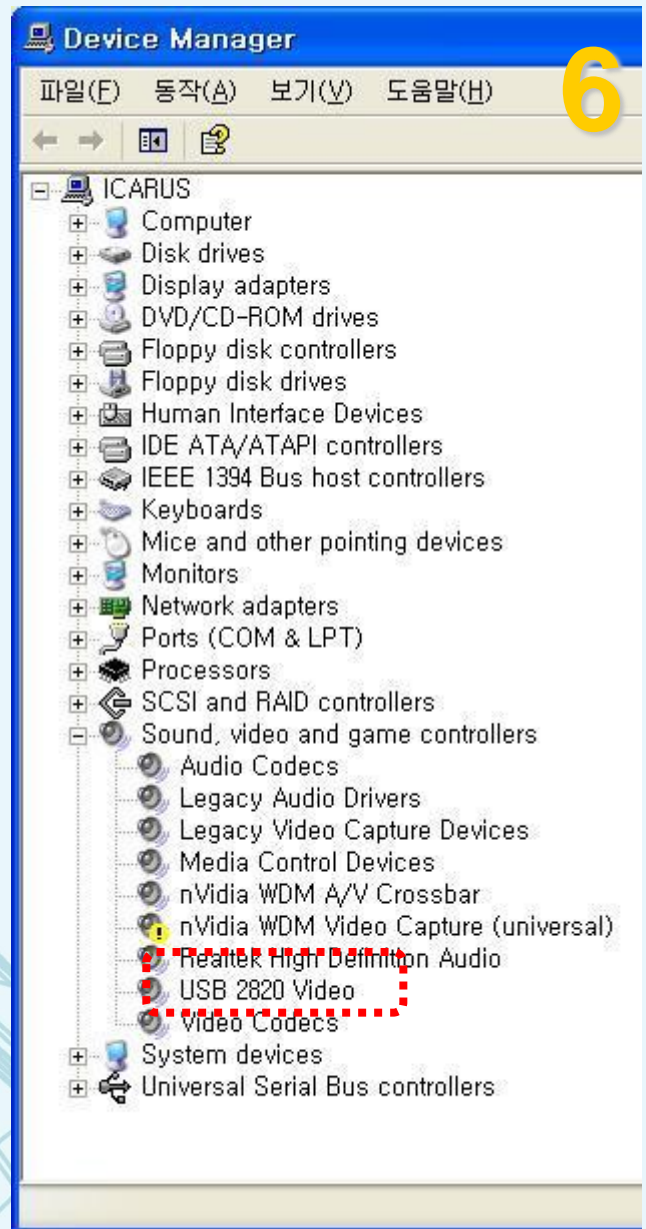 Device Manager
6
파일(F) 동작(A) 보기(V) 도움말(H)
ICARUS
Computer
Disk drives
Display adapters
DVD/CD-ROM drives
Floppy disk controllers
Floppy disk drives
Human Interface Devices
IDE ATA/ATAPI controllers
IEEE 1394 Bus host controllers
Keyboards
Mice and other pointing devices
Monitors
Network adapters
Ports (COM & LPT)
Processors
SCSI and RAID controllers
Sound, video and game controllers
Audio Codecs
Legacy Audio Drivers
Legacy Video Capture Devices
Media Control Devices
nVidia WDM A/V Crossbar
nVidia WDM Video Capture (universal)
Realtek High Definition Audio
USB 2820 Video
Video Codecs
System devices
Universal Serial Bus controllers